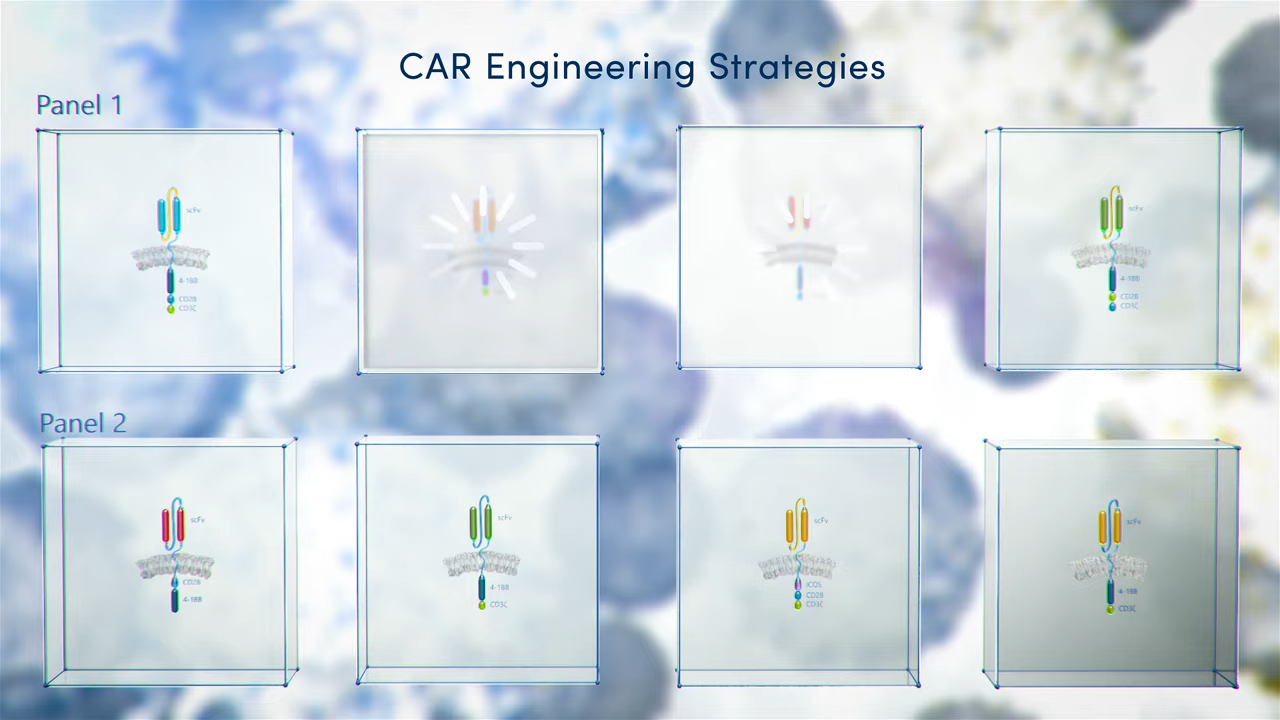 CAR Engineering Strategies
Panel 1
scFv
4-1BB
CD28
CD3ζ
scFv
4-1BB
CD28
CD3ζ
Panel 2
scFv
CD28
4-1BB
scFv
4-1BB
CD3ζ
scFv
ICOS
CD28
CD3ζ
scFv
4-1BB
CD3ζ